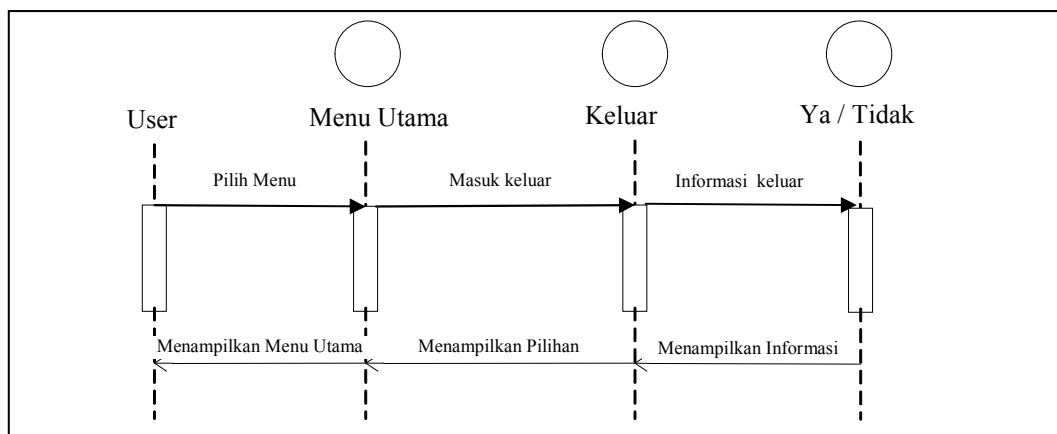 User
Menu Utama
Keluar
Ya / Tidak
Pilih Menu
Masuk keluar
Informasi keluar
Menampilkan Menu Utama
Menampilkan Pilihan
Menampilkan Informasi